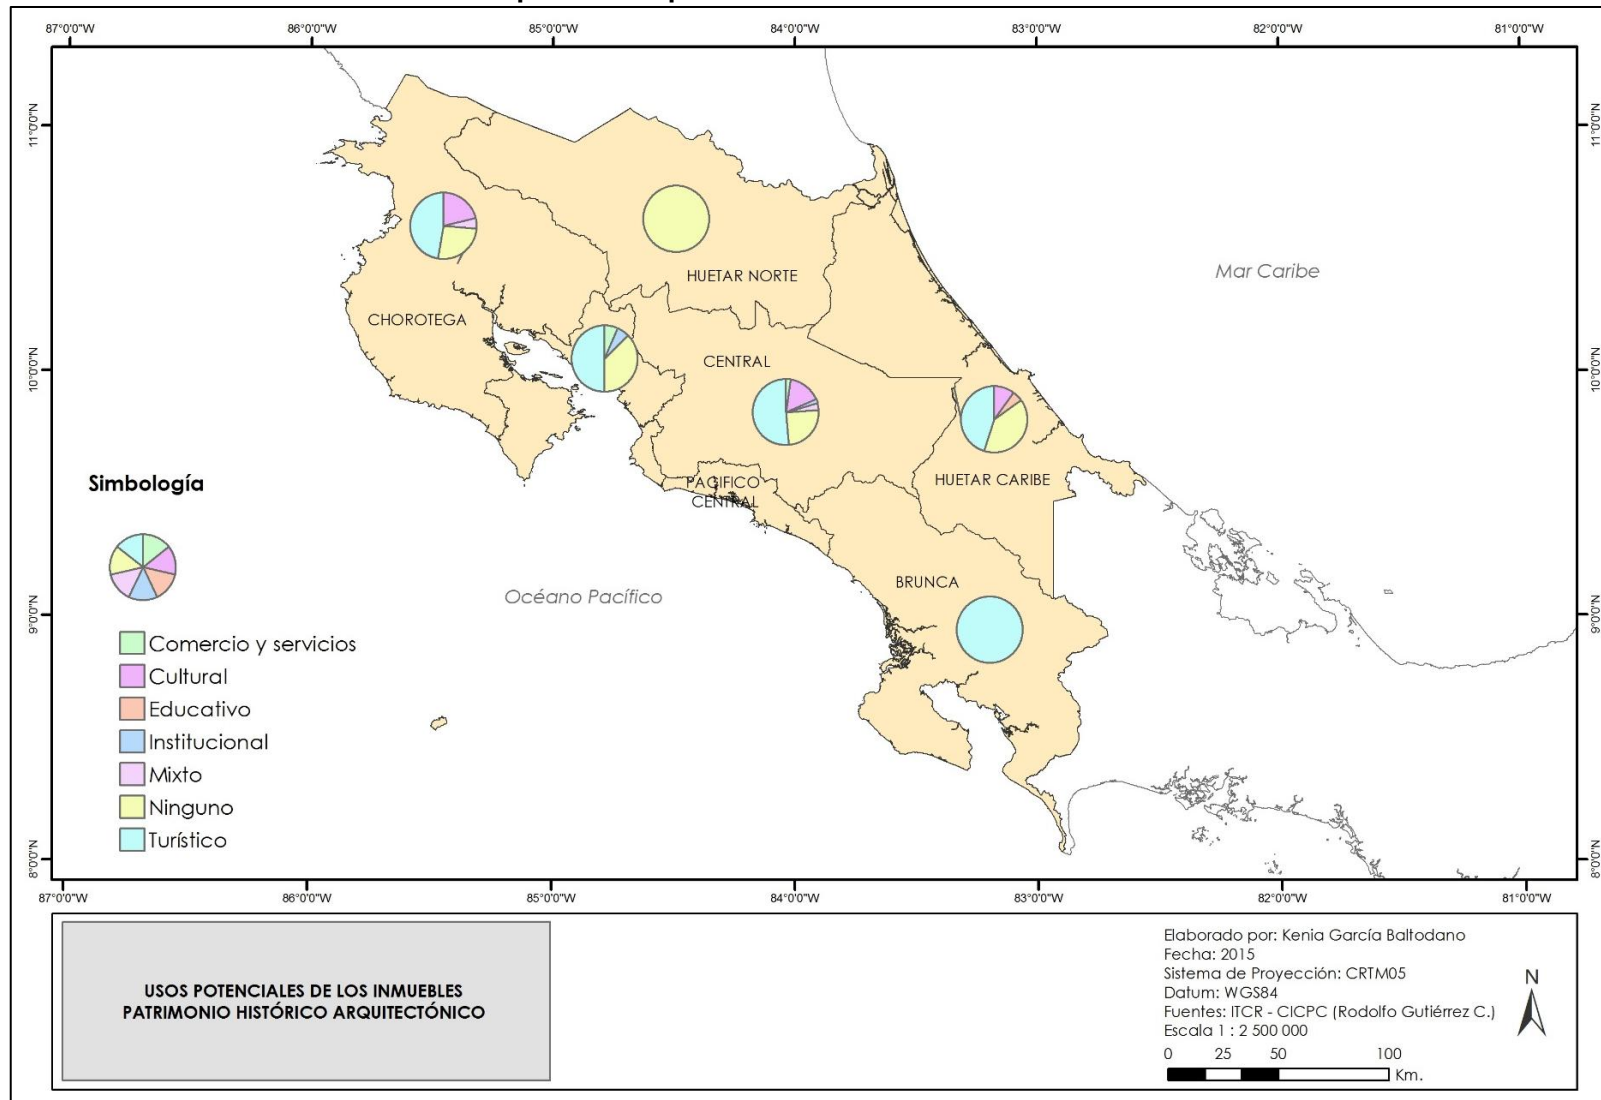 87°0'0"W 86°0'0"W 85°0'0"W 84°0'0"W 83°0'0"W 82°0'0"W 81°0'0"W
11°0'0"N 11°0'0"N
HUETAR NORTE
Mar Caribe
CHOROTEGA
CENTRAL
10°0'0"N 10°0'0"N
HUETAR CARIBE
PACIFICO
CENTRAL
Simbología
BRUNCA
Océano Pacífico
9°0'0"N 9°0'0"N
Comercio y servicios
Cultural
Educativo
Institucional
Mixto
Ninguno
Turístico
8°0'0"N 8°0'0"N
87°0'0"W 86°0'0"W 85°0'0"W 84°0'0"W 83°0'0"W 82°0'0"W 81°0'0"W
USOS POTENCIALES DE LOS INMUEBLES
PATRIMONIO HISTÓRICO ARQUITECTÓNICO
Elaborado por: Kenia García Baltodano
Fecha: 2015
Sistema de Proyección: CRTM05
Datum: WGS84
Fuentes: ITCR - CICPC (Rodolfo Gutiérrez C.)
Escala 1 : 2 500 000
0 25 50 100
Km.
N